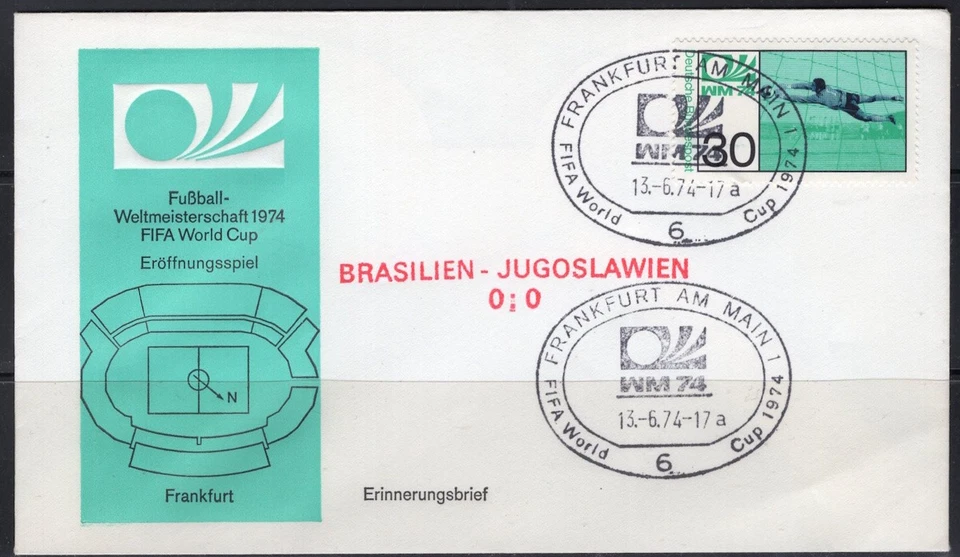 Fußball-
Weltmeisterschaft 1974
FIFA World Cup
Eröffnungsspiel
N
Frankfurt
BRASILIEN - JUGOSLAWIEN
0:0
Erinnerungsbrief
FRANKFURT AM MAIN 1
WM 74
13.-6.74-17a
FIFA World Cup 1974
6
Deutsche Bundespost
WM 74
30
FRANKFURT AM MAIN 1
WM 74
13.-6.74-17a
FIFA World Cup 1974
6